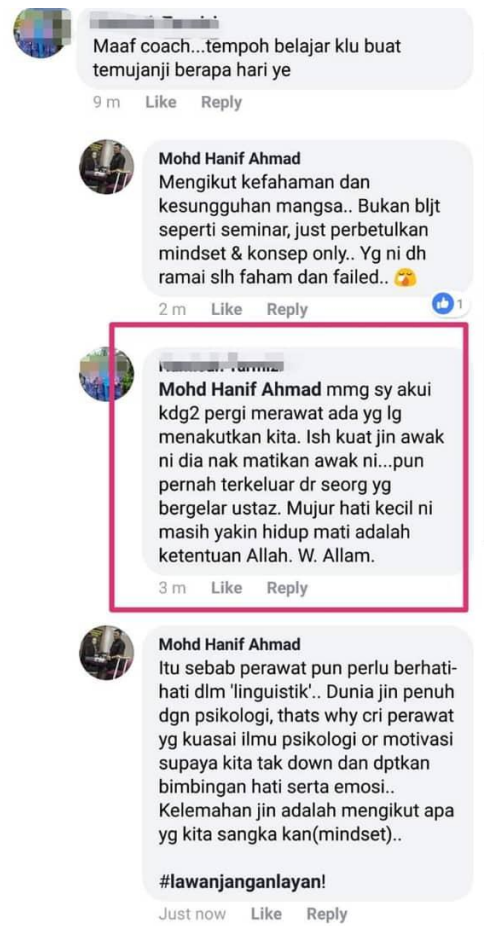 Maaf coach...tempoh belajar klu buat
temujanji berapa hari ye
9 m Like Reply
Mohd Hanif Ahmad
Mengikut kefahaman dan
kesungguhan mangsa.. Bukan bljt
seperti seminar, just perbetulkan
mindset & konsep only.. Yg ni dh
ramai slh faham dan failed.. 😪
2 m Like Reply 1
Mohd Hanif Ahmad mmg sy akui
kdg2 pergi merawat ada yg lg
menakutkan kita. Ish kuat jin awak
ni dia nak matikan awak ni...pun
pernah terkeluar dr seorg yg
bergelar ustaz. Mujur hati kecil ni
masih yakin hidup mati adalah
ketentuan Allah. W. Allam.
3 m Like Reply
Mohd Hanif Ahmad
Itu sebab perawat pun perlu berhati-
hati dlm 'linguistik'.. Dunia jin penuh
dgn psikologi, thats why cri perawat
yg kuasai ilmu psikologi or motivasi
supaya kita tak down dan dptkan
bimbingan hati serta emosi..
Kelemahan jin adalah mengikut apa
yg kita sangka kan(mindset)..
#lawanjanganlayan!
Just now Like Reply